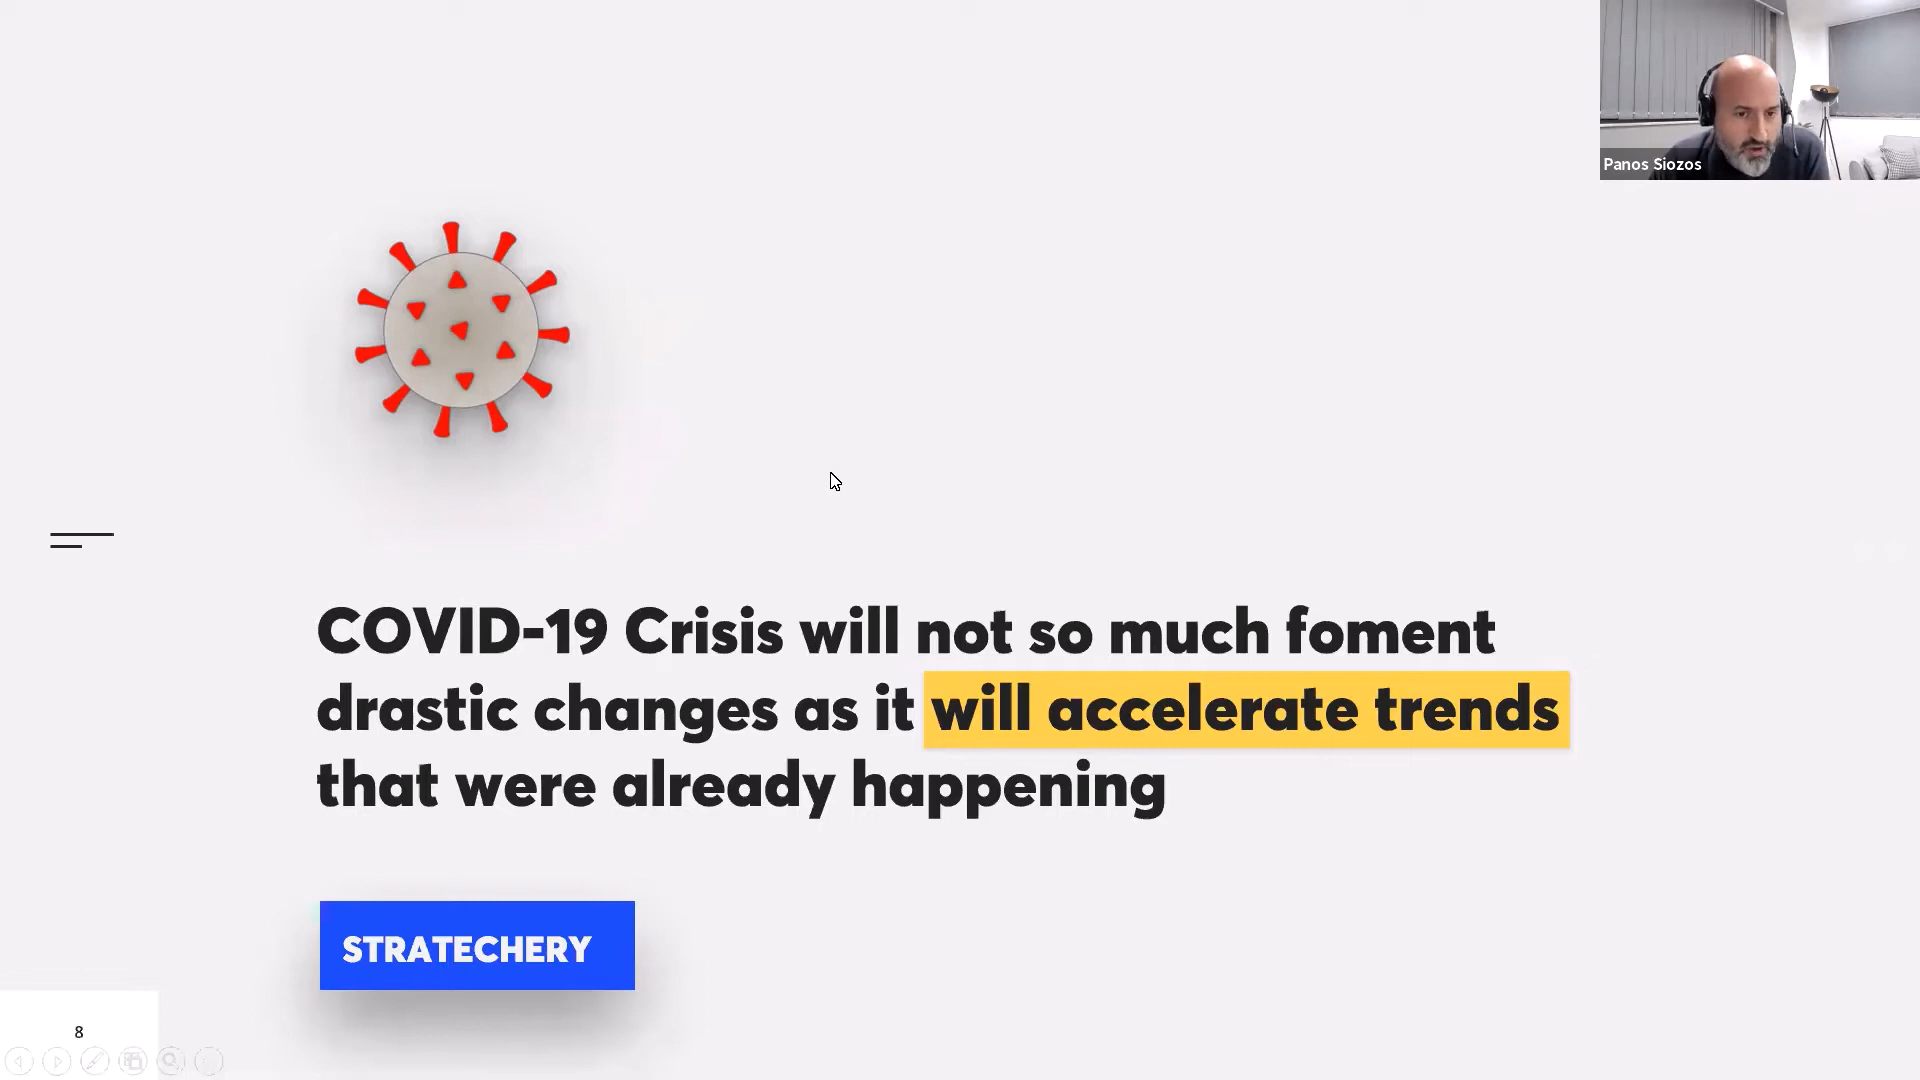 Panos Siozos
COVID-19 Crisis will not so much foment
drastic changes as it will accelerate trends
that were already happening
STRATECHERY
8